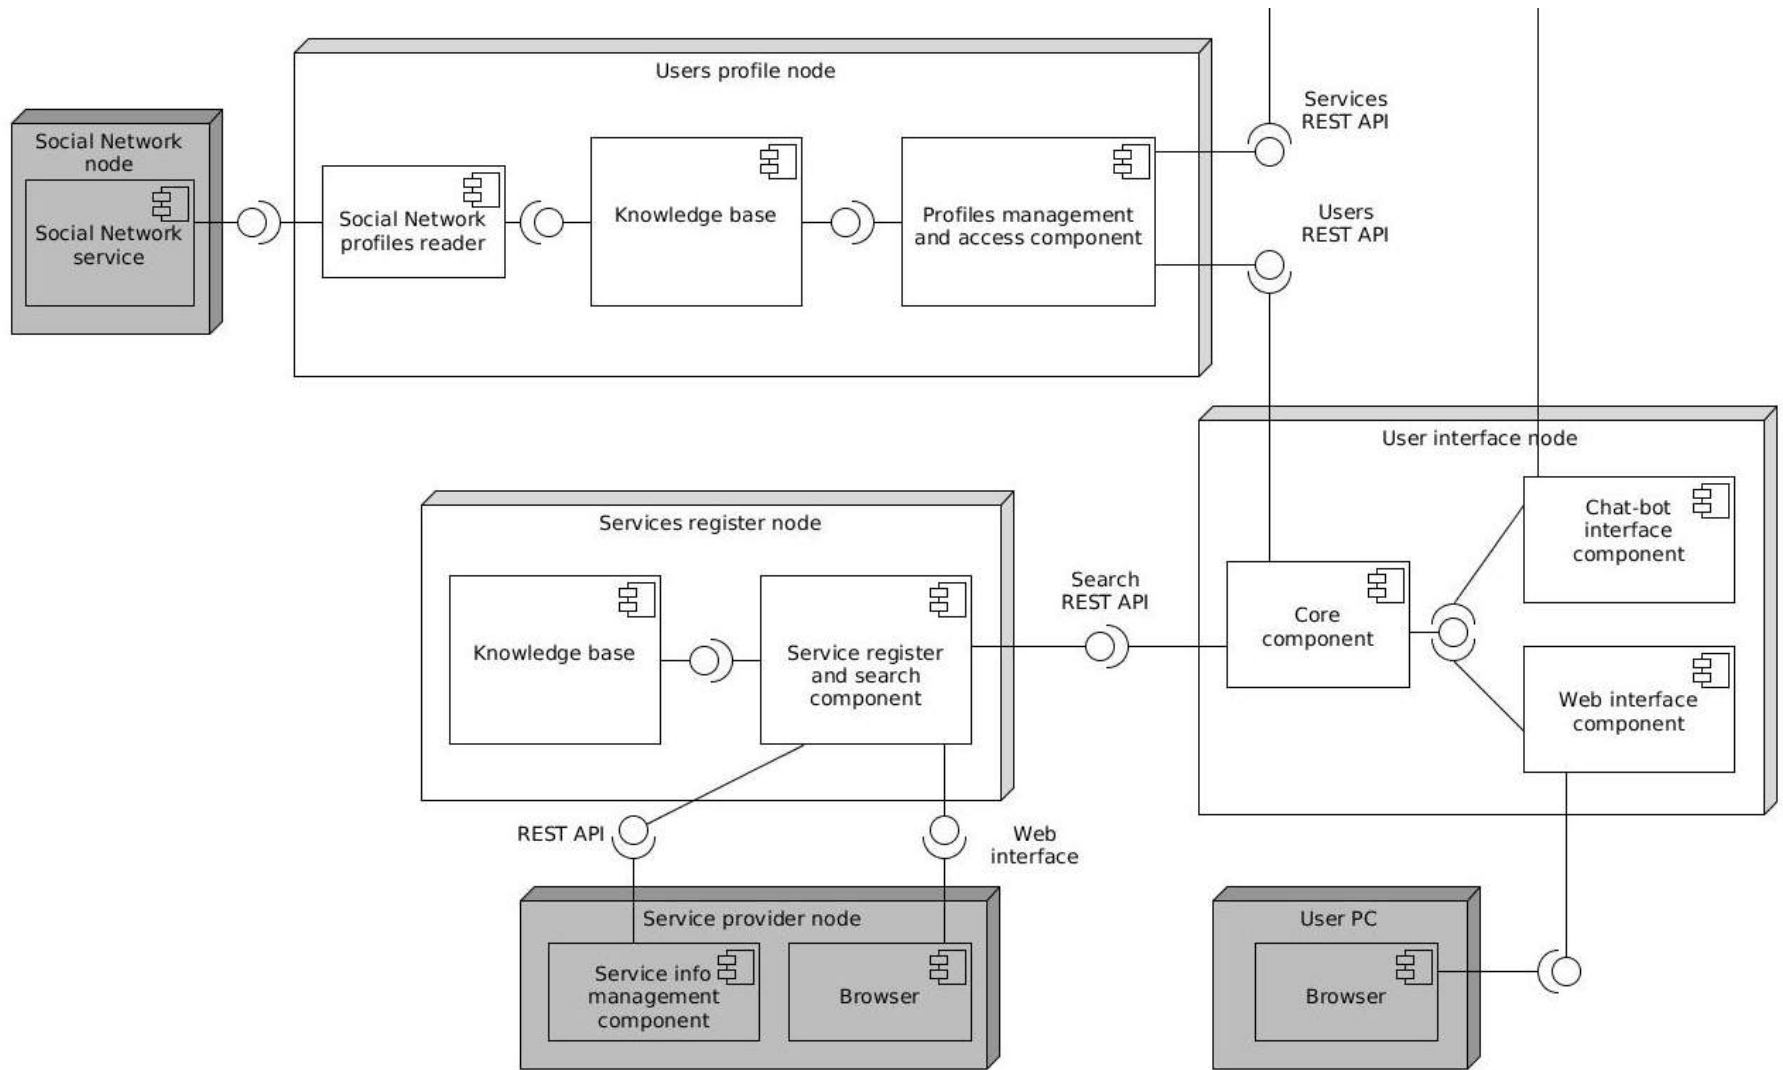 Users profile node
Services
REST API
Social Network
node
Social Network
service
Social Network
profiles reader
Knowledge base
Profiles management
and access component
Users
REST API
User interface node
Chat-bot
interface
component
Services register node
Search
REST API
Core
component
Knowledge base
Service register
and search
component
Web interface
component
REST API
Web
interface
Service provider node
Service info
management
component
Browser
User PC
Browser